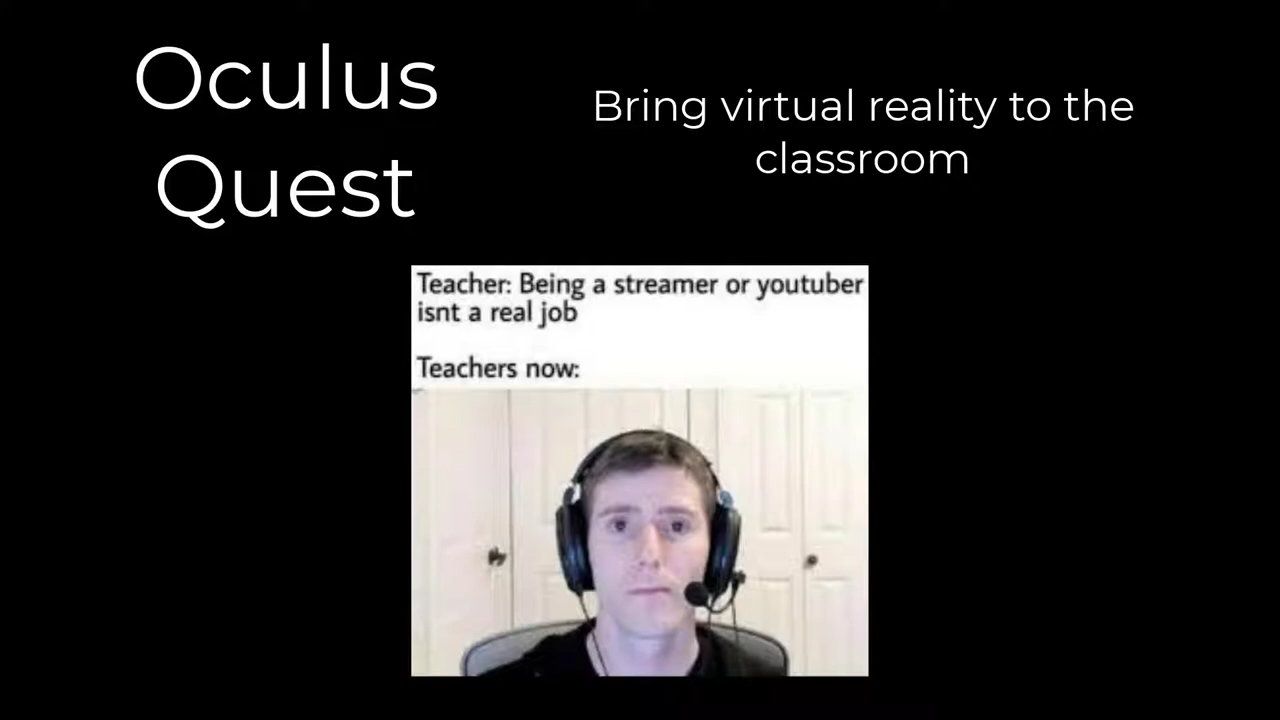 Oculus
Quest
Bring virtual reality to the
classroom
Teacher: Being a streamer or youtuber
isnt a real job
Teachers now: